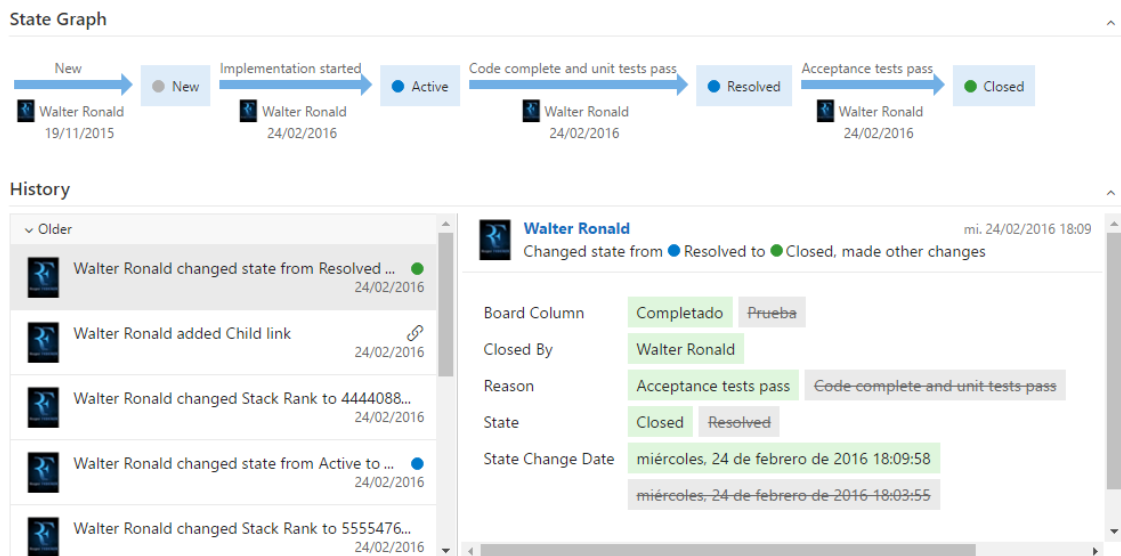 State Graph
New
Implementation started
Code complete and unit tests pass
Acceptance tests pass
New
Active
Resolved
Closed
Walter Ronald
Walter Ronald
Walter Ronald
Walter Ronald
19/11/2015
24/02/2016
24/02/2016
24/02/2016
History
Older
Walter Ronald changed state from Resolved ...
24/02/2016
Walter Ronald added Child link
24/02/2016
Walter Ronald changed Stack Rank to 4444088...
24/02/2016
Walter Ronald changed state from Active to ...
24/02/2016
Walter Ronald changed Stack Rank to 5555476...
24/02/2016
Walter Ronald
mi. 24/02/2016 18:09
Changed state from Resolved to Closed, made other changes
Board Column Completado Prueba
Closed By Walter Ronald
Reason Acceptance tests pass Code complete and unit tests pass
State Closed Resolved
State Change Date miércoles, 24 de febrero de 2016 18:09:58
miércoles, 24 de febrero de 2016 18:03:55